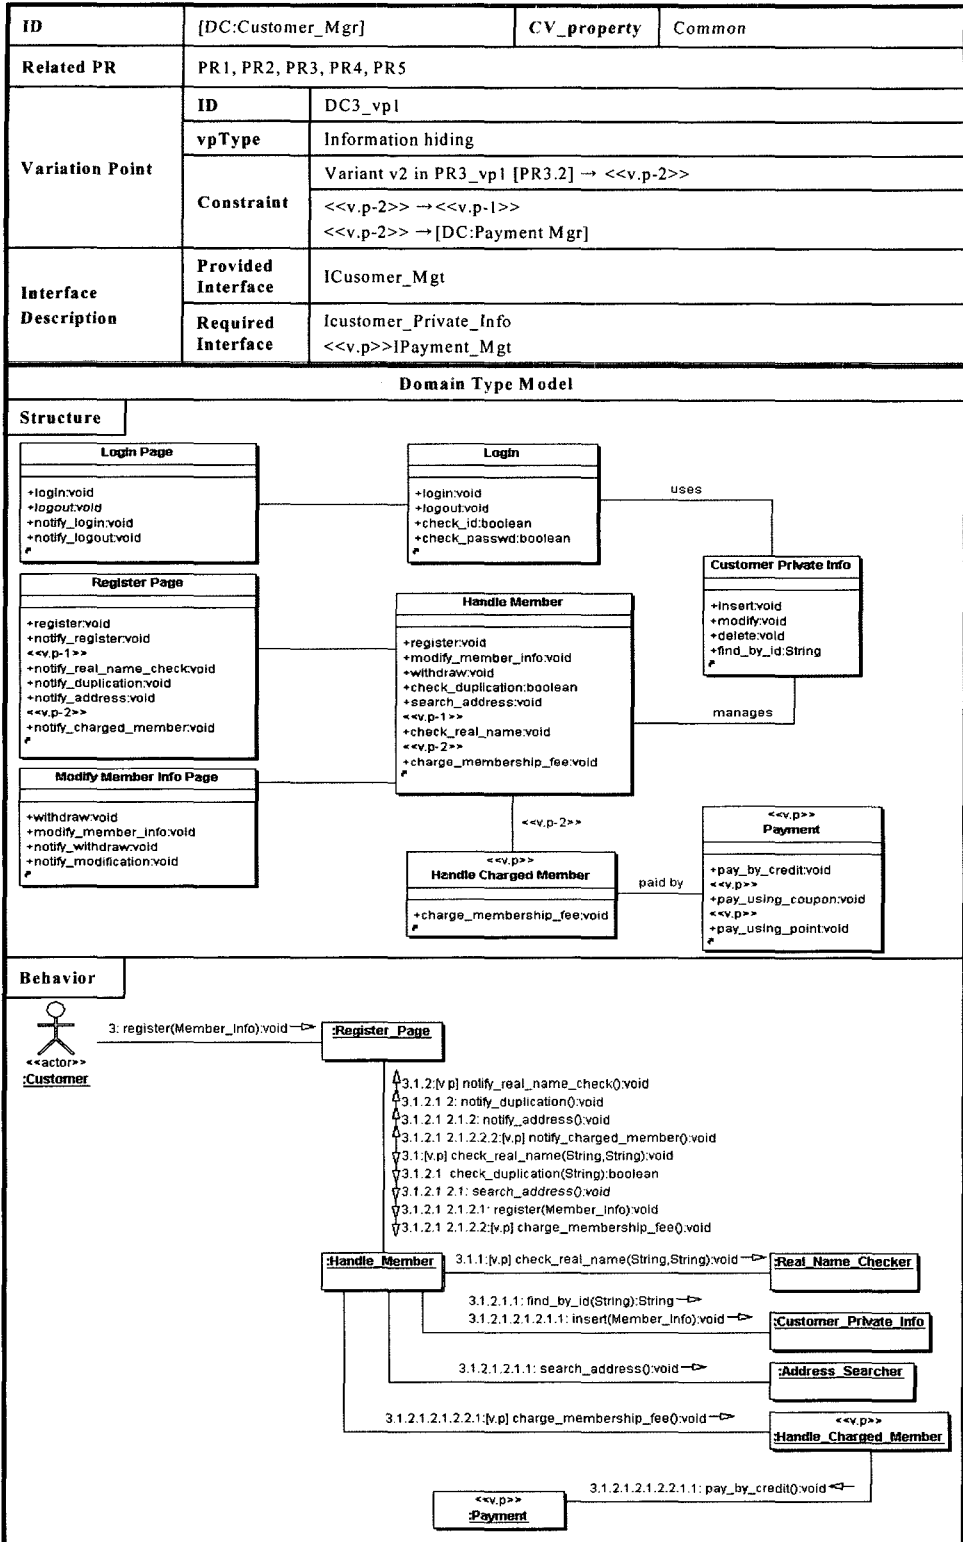 ID [DC:Customer_Mgr] CV_property Common
Related PR PR1, PR2, PR3, PR4, PR5
Variation Point
ID DC3_vp1
vpType Information hiding
Constraint
Variant v2 in PR3_vp1 [PR3.2] → <<v.p-2>>
<<v.p-2>> →<<v.p-1>>
<<v.p-2>> →[DC:Payment Mgr]
Interface
Description
Provided
Interface
ICusomer_Mgt
Required
Interface
Icustomer_Private_Info
<<v.p>>IPayment_Mgt
Domain Type Model
Structure
Login Page
+login:void
+logout:void
+notify_login:void
+notify_logout:void
Login
+login:void
+logout:void
+check_id:boolean
+check_passwd:boolean
uses
Customer Private Info
+insert:void
+modify:void
+delete:void
+find_by_id:String
Register Page
+register:void
+notify_register:void
<<v.p-1>>
+notify_real_name_check:void
+notify_duplication:void
+notify_address:void
<<v.p-2>>
+notify_charged_member:void
Handle Member
+register:void
+modify_member_info:void
+withdraw:void
+check_duplication:boolean
+search_address:void
<<v.p-1>>
+check_real_name:void
<<v.p-2>>
+charge_membership_fee:void
manages
Modify Member Info Page
+withdraw:void
+modify_member_info:void
+notify_withdraw:void
+notify_modification:void
<<v.p-2>>
<<v.p>>
Handle Charged Member
+charge_membership_fee:void
paid by
<<v.p>>
Payment
+pay_by_credit:void
<<v.p>>
+pay_using_coupon:void
<<v.p>>
+pay_using_point:void
Behavior
<<actor>>
:Customer
3: register(Member_Info):void
:Register_Page
3.1.2:[v p] notify_real_name_check():void
3.1.2.1 2: notify_duplication():void
3.1.2.1 2.1.2: notify_address():void
3.1.2.1 2.1.2.2.2:[v.p] notify_charged_member():void
3.1:[v.p] check_real_name(String,String):void
3.1.2.1 check_duplication(String):boolean
3.1.2.1 2.1: search_address():void
3.1.2.1 2.1.2.1: register(Member_Info):void
3.1.2.1 2.1.2.2:[v.p] charge_membership_fee():void
:Handle_Member
3.1.1:[v.p] check_real_name(String,String):void
:Real_Name_Checker
3.1.2.1.1: find_by_id(String):String
3.1.2.1.2.1.2.1.1: insert(Member_Info):void
:Customer_Private_Info
3.1.2.1.2.1.1: search_address():void
:Address_Searcher
3.1.2.1.2.1.2.2.1:[v.p] charge_membership_fee():void
<<v.p>>
:Handle_Charged_Member
3.1.2.1.2.1.2.2.1.1: pay_by_credit():void
<<v.p>>
:Payment